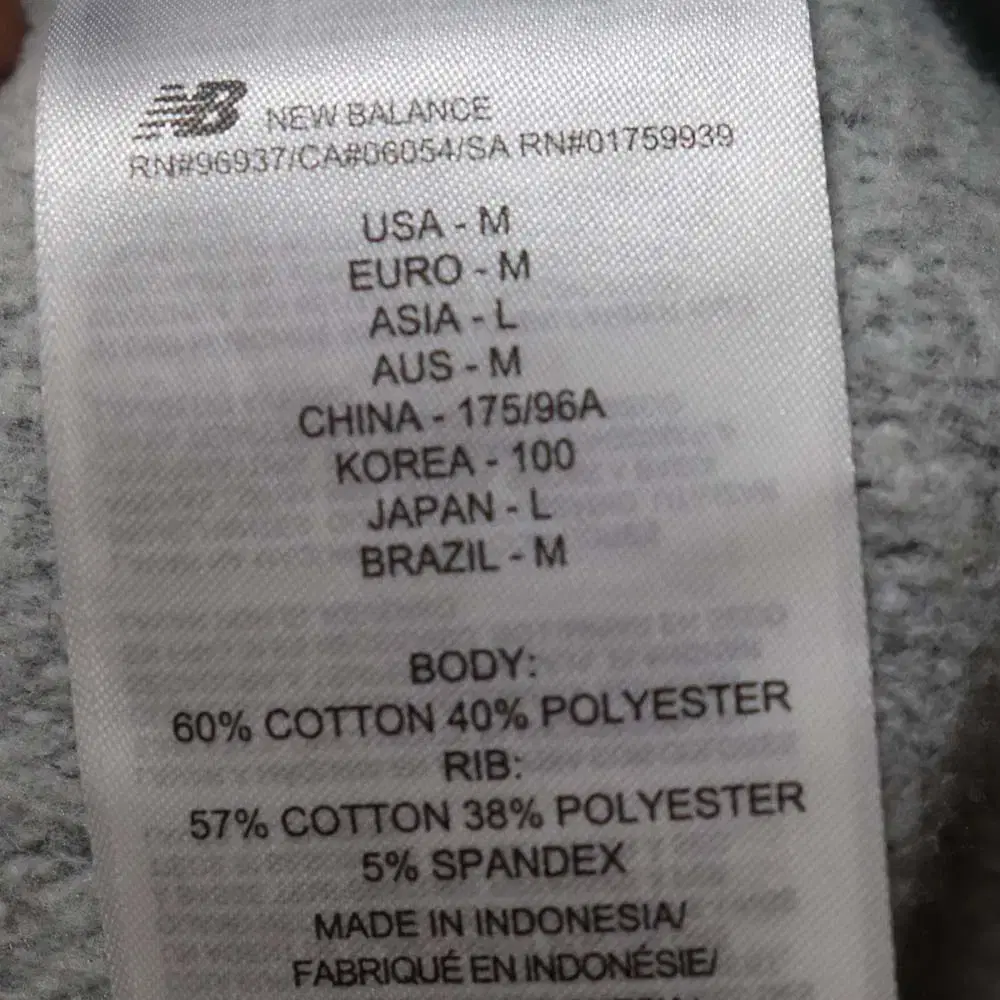 NB NEW BALANCE
RN#96937/CA#06054/SA RN#01759939
USA - M
EURO - M
ASIA - L
AUS - M
CHINA - 175/96A
KOREA - 100
JAPAN - L
BRAZIL - M
BODY:
60% COTTON 40% POLYESTER
RIB:
57% COTTON 38% POLYESTER
5% SPANDEX
MADE IN INDONESIA/
FABRIQUÉ EN INDONÉSIE/